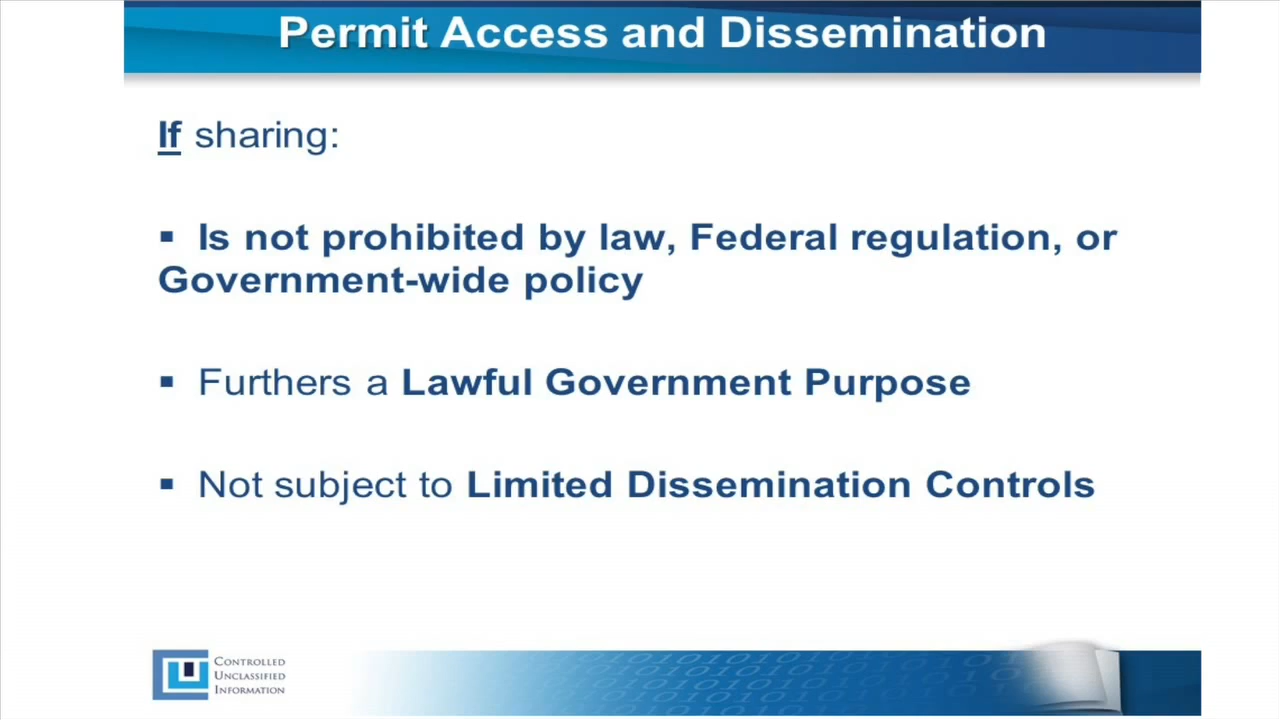 Permit Access and Dissemination
If sharing:
▪ Is not prohibited by law, Federal regulation, or
Government-wide policy
▪ Furthers a Lawful Government Purpose
▪ Not subject to Limited Dissemination Controls
CONTROLLED
UNCLASSIFIED
INFORMATION